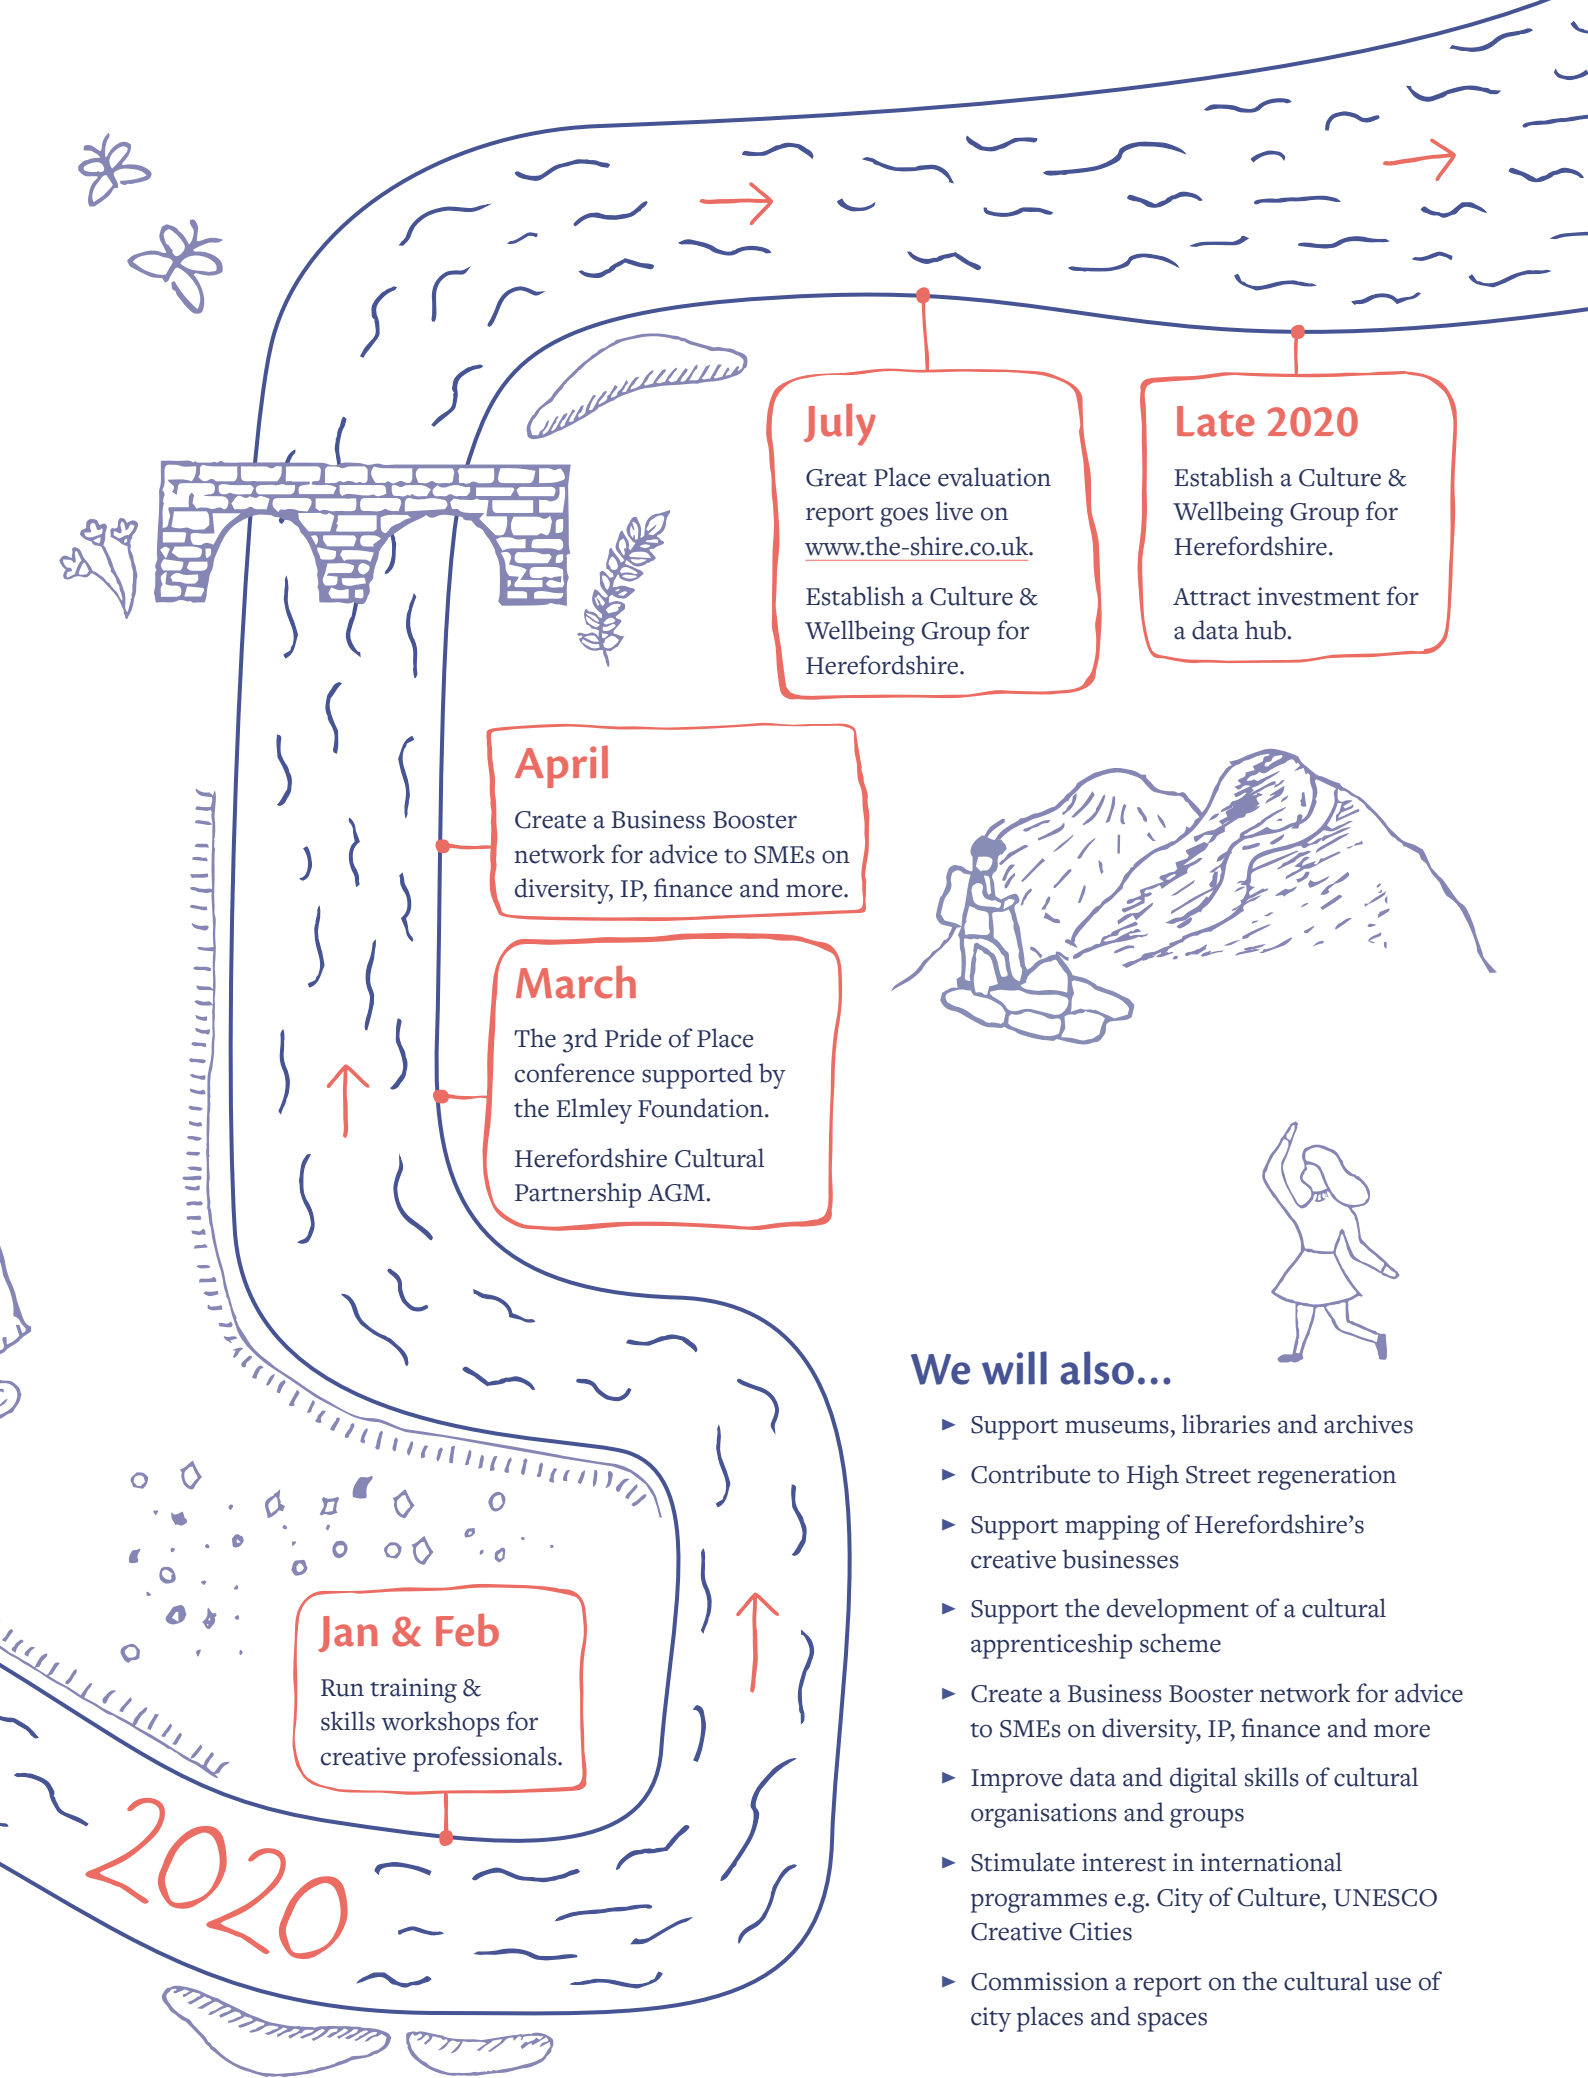 July
Great Place evaluation
report goes live on
www.the-shire.co.uk.
Establish a Culture &
Wellbeing Group for
Herefordshire.
Late 2020
Establish a Culture &
Wellbeing Group for
Herefordshire.
Attract investment for
a data hub.
April
Create a Business Booster
network for advice to SMEs on
diversity, IP, finance and more.
March
The 3rd Pride of Place
conference supported by
the Elmley Foundation.
Herefordshire Cultural
Partnership AGM.
Jan & Feb
Run training &
skills workshops for
creative professionals.
2020
We will also...
► Support museums, libraries and archives
► Contribute to High Street regeneration
► Support mapping of Herefordshire’s
creative businesses
► Support the development of a cultural
apprenticeship scheme
► Create a Business Booster network for advice
to SMEs on diversity, IP, finance and more
► Improve data and digital skills of cultural
organisations and groups
► Stimulate interest in international
programmes e.g. City of Culture, UNESCO
Creative Cities
► Commission a report on the cultural use of
city places and spaces